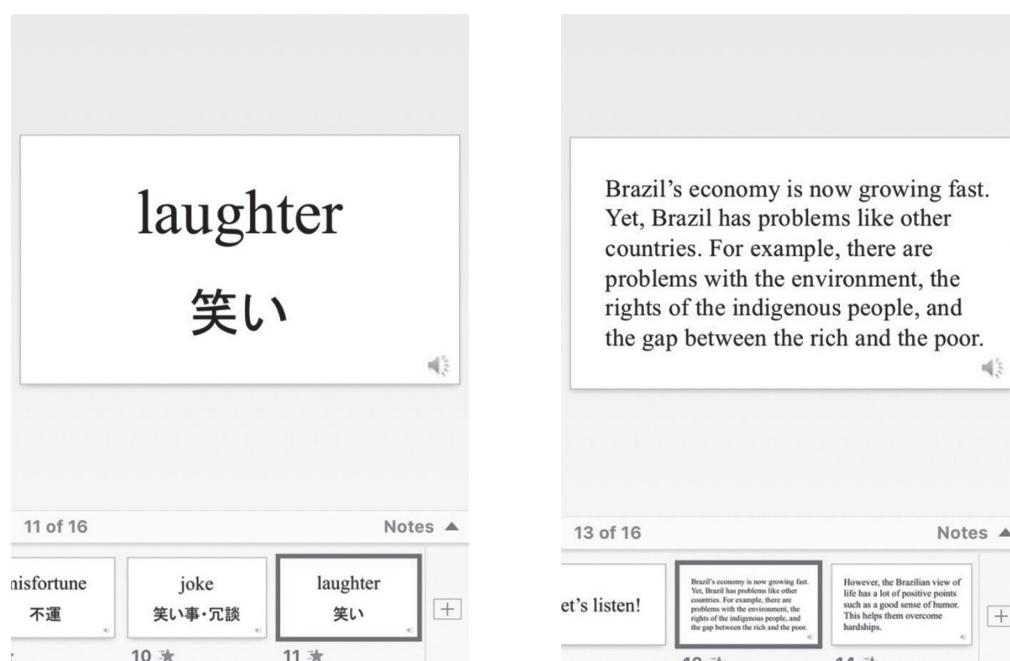 laughter
笑い
11 of 16
Notes
不運
joke
笑い事・冗談
laughter
笑い
10
11
Brazil's economy is now growing fast.
Yet, Brazil has problems like other
countries. For example, there are
problems with the environment, the
rights of the indigenous people, and
the gap between the rich and the poor.
13 of 16
Notes
listen!
Brazil's economy is now growing fast.
Yet, Brazil has problems like other
countries. For example, there are
problems with the environment, the
rights of the indigenous people, and
the gap between the rich and the poor.
However, the Brazilian view of
life has a lot of positive points
such as a good sense of humor.
This helps them overcome
hardships.